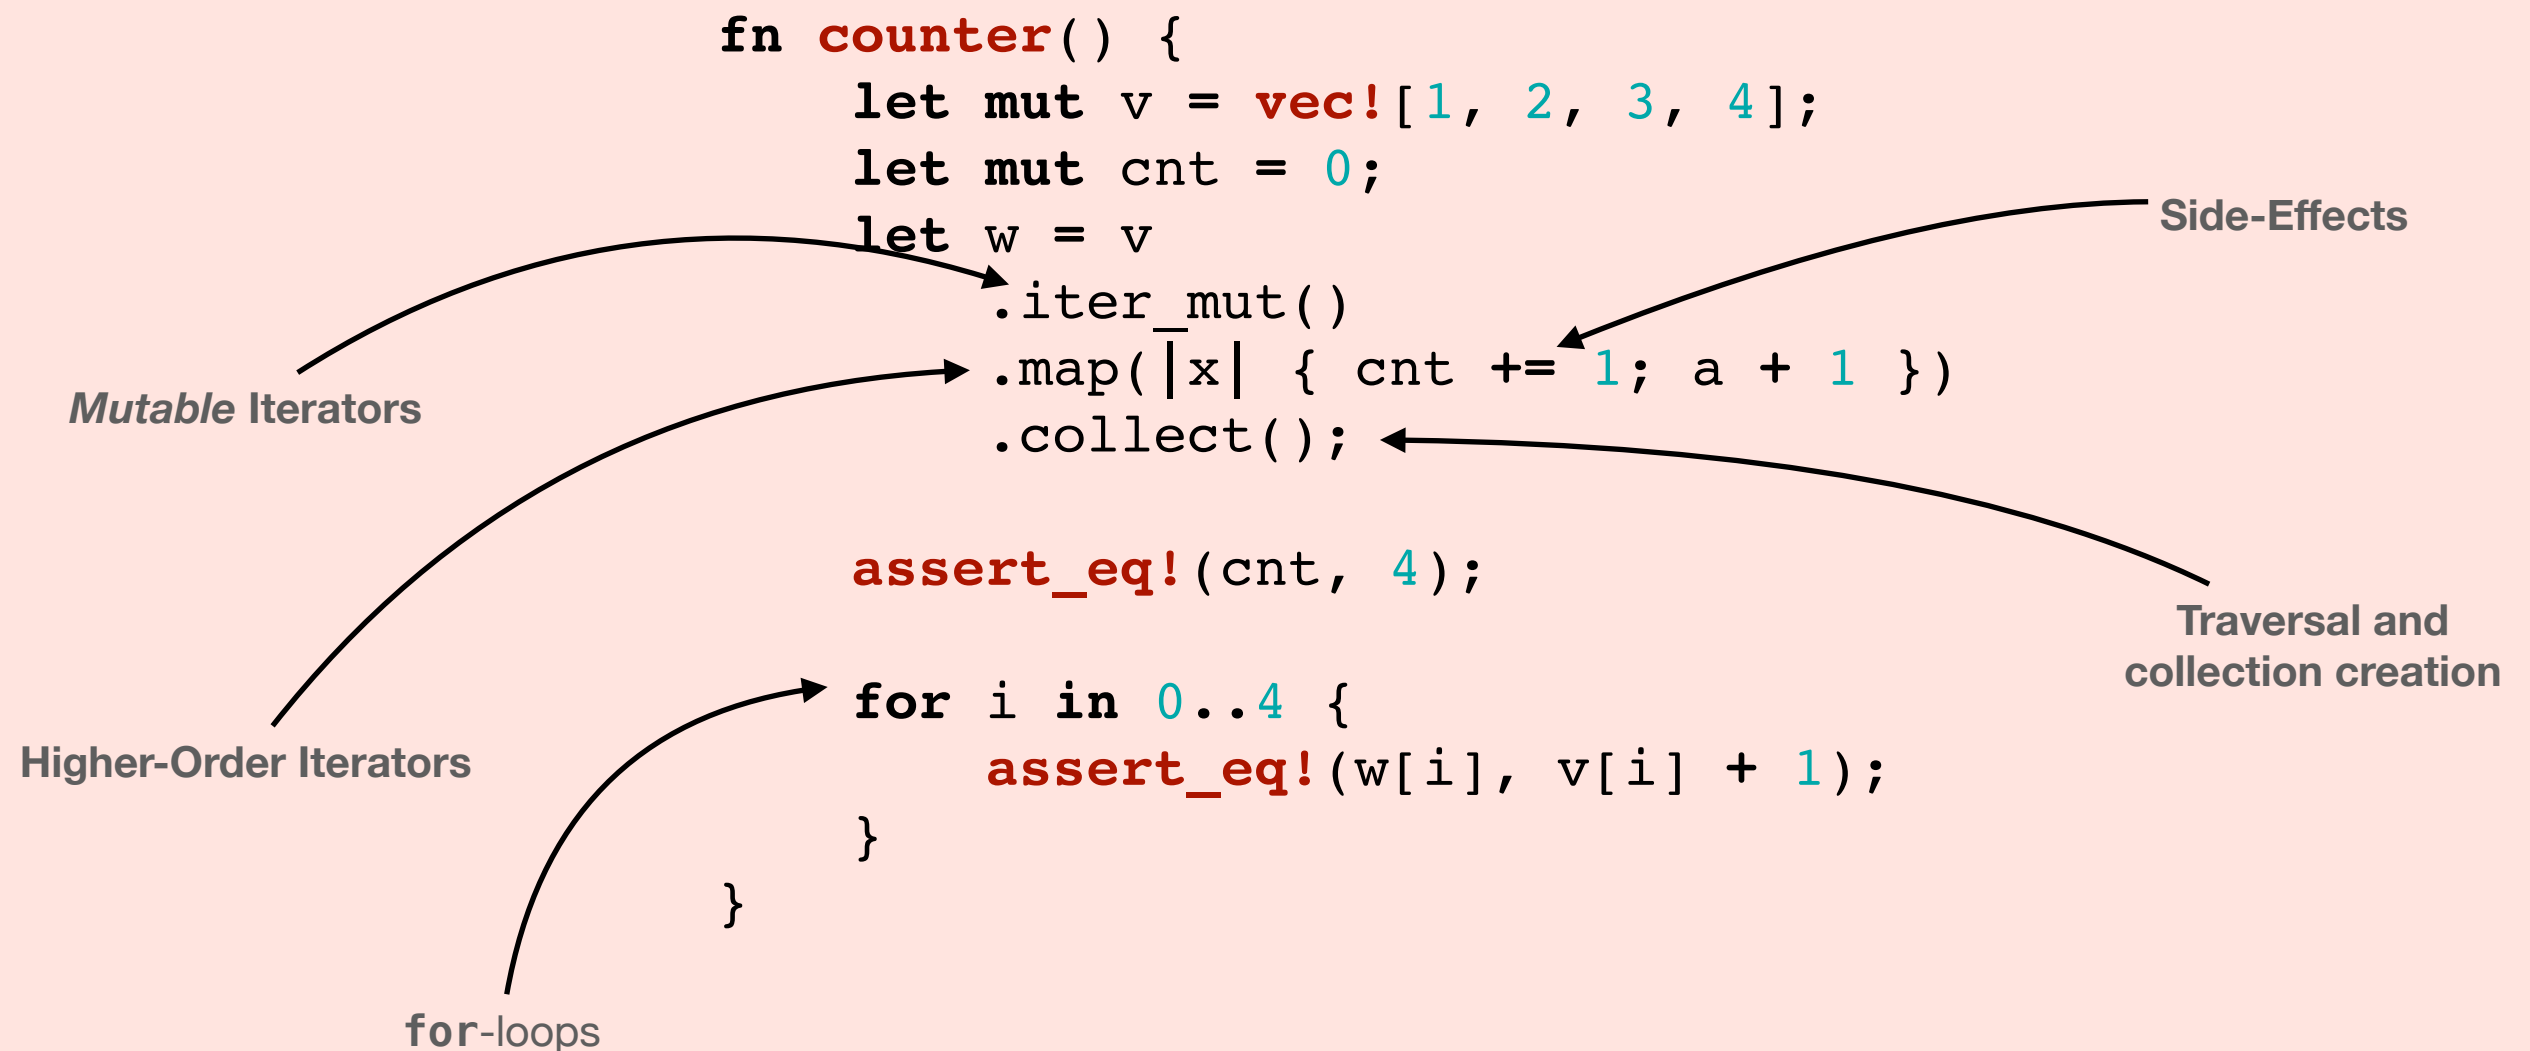 fn counter() {
let mut v = vec![1, 2, 3, 4];
let mut cnt = 0;
let w = v
.iter_mut()
.map(|x| { cnt += 1; a + 1 })
.collect();
assert_eq!(cnt, 4);
for i in 0..4 {
assert_eq!(w[i], v[i] + 1);
}
}
Side-Effects
Mutable Iterators
Higher-Order Iterators
Traversal and
collection creation
for-loops